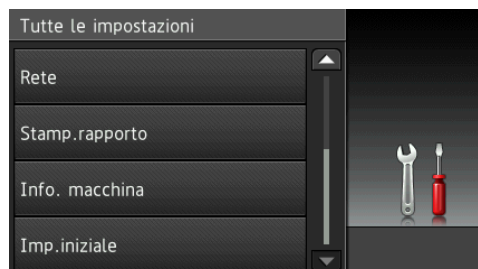 Tutte le impostazioni
Rete
Stamp.rapporto
Info. macchina
Imp.iniziale